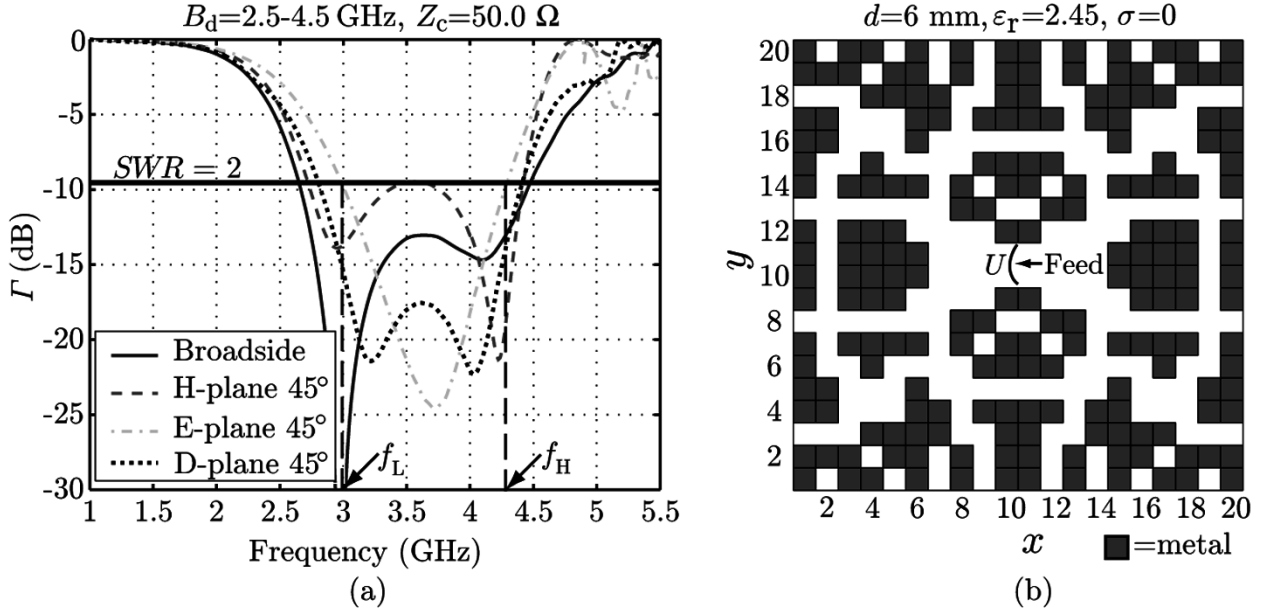 B_d=2.5-4.5 GHz, Z_c=50.0 Ω
0
-5
-10
-15
-20
-25
-30
Γ (dB)
SWR = 2
Broadside
H-plane 45°
E-plane 45°
D-plane 45°
f_L
f_H
1 1.5 2 2.5 3 3.5 4 4.5 5 5.5
Frequency (GHz)
(a)
d=6 mm, ε_r=2.45, σ=0
20
18
16
14
12
10
8
6
4
2
y
U Feed
2 4 6 8 10 12 14 16 18 20
x
=metal
(b)